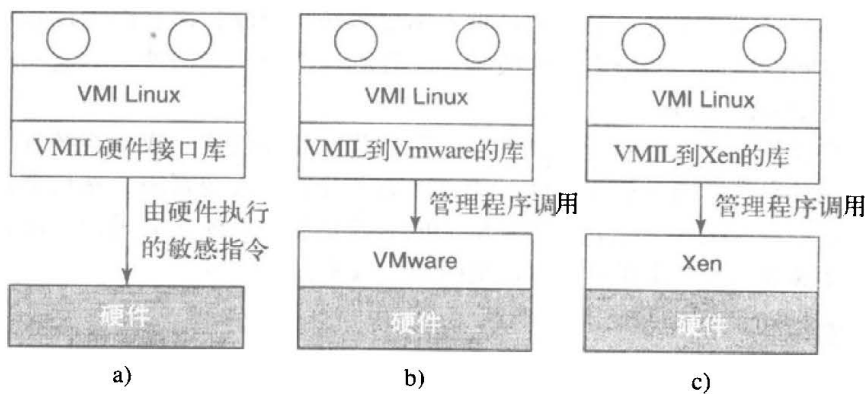 VMI Linux
VMIL硬件接口库
由硬件执行
的敏感指令
硬件
a)
VMI Linux
VMIL到Vmware的库
管理程序调用
VMware
硬件
b)
VMI Linux
VMIL到Xen的库
管理程序调用
Xen
硬件
c)